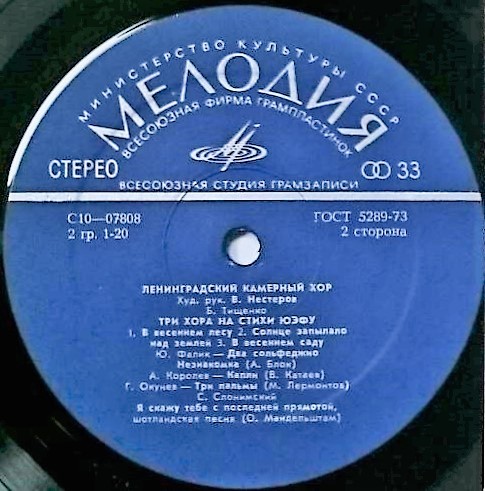 МИНИСТЕРСТВО КУЛЬТУРЫ СССР
МЕЛОДИЯ
ВСЕСОЮЗНАЯ ФИРМА ГРАМПЛАСТИНОК
СТЕРЕО
33
ВСЕСОЮЗНАЯ СТУДИЯ ГРАМЗАПИСИ
С10—07808 ГОСТ 5289-73
2 гр. 1-20 2 сторона
ЛЕНИНГРАДСКИЙ КАМЕРНЫЙ ХОР
Худ. рук. В. Нестеров
Б. Тищенко
ТРИ ХОРА НА СТИХИ ЮЭФУ
1. В весеннем лесу 2. Солнце запылало
над землей 3. В весеннем саду
Ю. Фалик — Два сольфеджио
Незнакомка (А. Блок)
А. Королев — Капли (В. Катаев)
Г. Окунев — Три пальмы (М. Лермонтов)
С. Слонимский
Я скажу тебе с последней прямотой,
шотландская песня (О. Мандельштам)